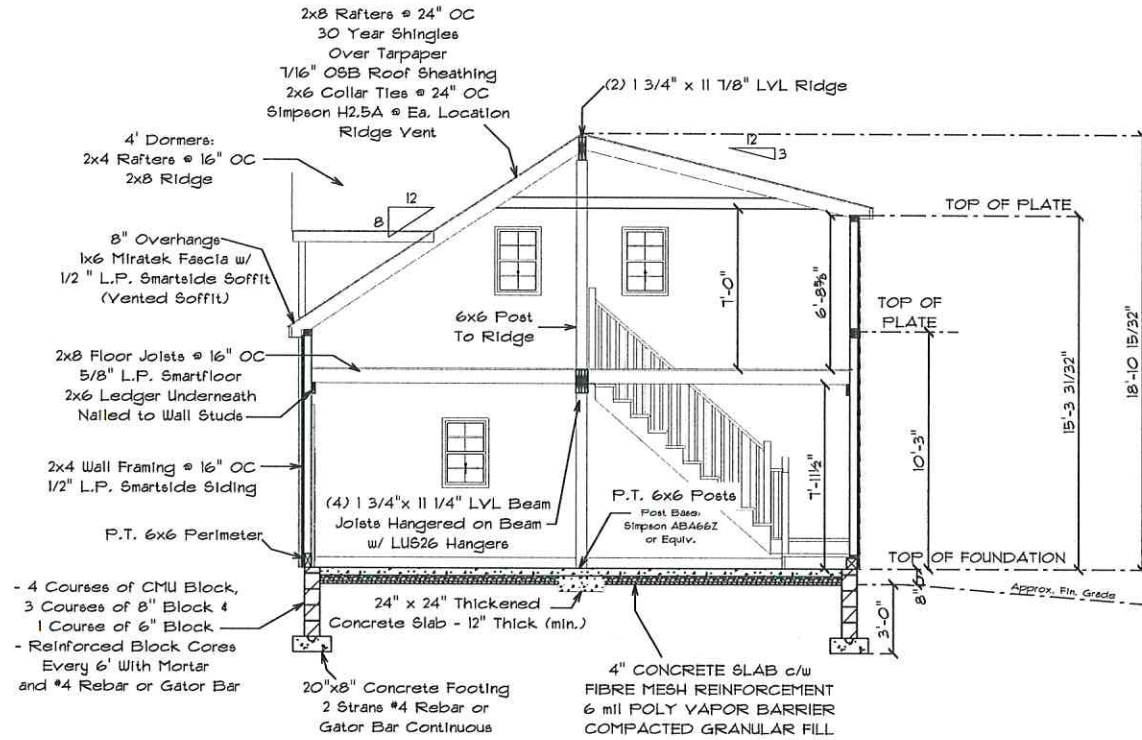 2x8 Rafters @ 24" OC
30 Year Shingles
Over Tarpaper
7/16" OSB Roof Sheathing
2x6 Collar Ties @ 24" OC
Simpson H2.5A @ Ea. Location
Ridge Vent
(2) 1 3/4" x 11 7/8" LVL Ridge
12
3
4' Dormers:
2x4 Rafters @ 16" OC
2x8 Ridge
12
8
TOP OF PLATE
8" Overhangs
1x6 Miratek Fascia w/
1/2 " L.P. Smartside Soffit
(Vented Soffit)
7'-0"
6'-8 5/8"
TOP OF
PLATE
6x6 Post
To Ridge
18'-10 15/32"
15'-3 31/32"
10'-3"
2x8 Floor Joists @ 16" OC
5/8" L.P. Smartfloor
2x6 Ledger Underneath
Nailed to Wall Studs
7'-11 1/2"
2x4 Wall Framing @ 16" OC
1/2" L.P. Smartside Siding
(4) 1 3/4"x 11 1/4" LVL Beam
Joists Hangered on Beam
w/ LUS26 Hangers
P.T. 6x6 Posts
Post Base:
Simpson ABA66Z
or Equiv.
P.T. 6x6 Perimeter
TOP OF FOUNDATION
8"
Approx. Fin. Grade
3'-0"
- 4 Courses of CMU Block,
3 Courses of 8" Block &
1 Course of 6" Block
- Reinforced Block Cores
Every 6' With Mortar
and #4 Rebar or Gator Bar
24" x 24" Thickened
Concrete Slab - 12" Thick (min.)
20"x8" Concrete Footing
2 Strans #4 Rebar or
Gator Bar Continuous
4" CONCRETE SLAB c/w
FIBRE MESH REINFORCEMENT
6 mil POLY VAPOR BARRIER
COMPACTED GRANULAR FILL